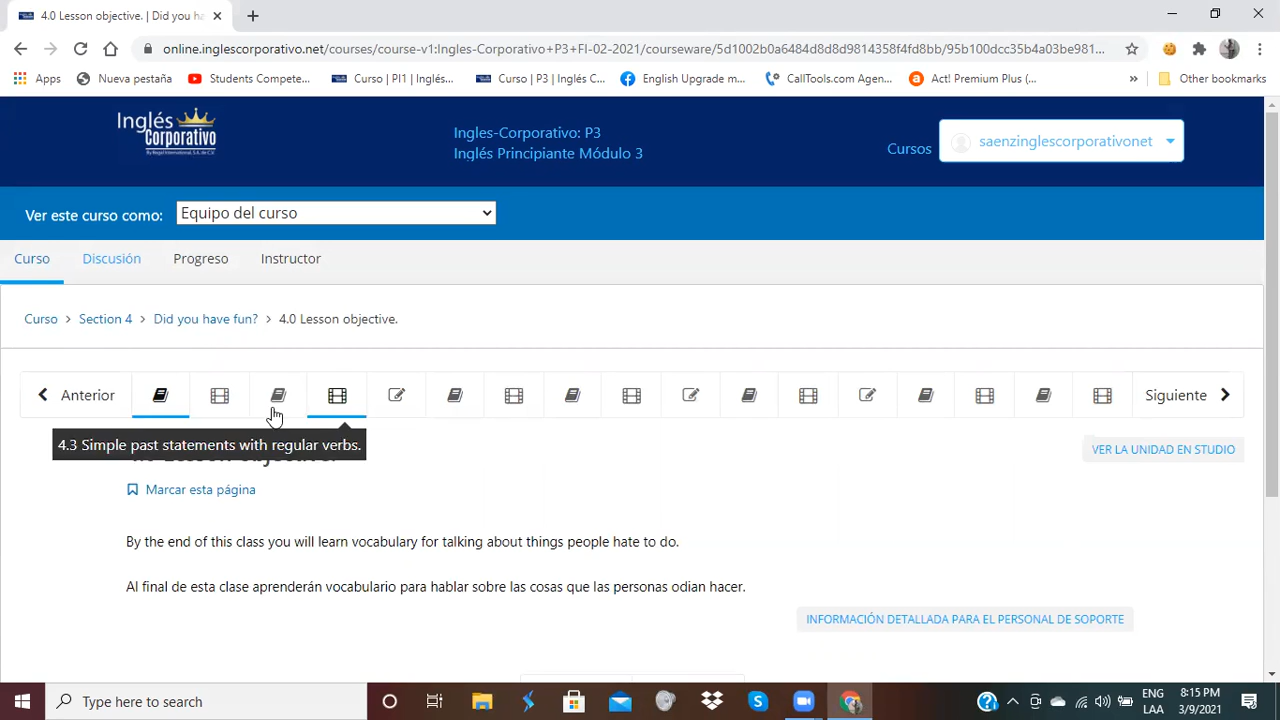 4.0 Lesson objective. | Did you ha
online.inglescorporativo.net/courses/course-v1:Ingles-Corporativo+P3+FI-02-2021/courseware/5d1002b0a6484d8d8d9814358f4fd8bb/95b100dcc35b4a03be981...
Apps Nueva pestaña Students Compete... Curso | PI1 | Inglés... Curso | P3 | Inglés C... English Upgrade m... CallTools.com Agen... Act! Premium Plus (... » Other bookmarks
Inglés Corporativo
By Regal International, S.A. de C.V.
Ingles-Corporativo: P3
Inglés Principiante Módulo 3
Cursos saenzinglescorporativonet
Ver este curso como: Equipo del curso
Curso Discusión Progreso Instructor
Curso > Section 4 > Did you have fun? > 4.0 Lesson objective.
Anterior Siguiente
4.3 Simple past statements with regular verbs.
VER LA UNIDAD EN STUDIO
Marcar esta página
By the end of this class you will learn vocabulary for talking about things people hate to do.
Al final de esta clase aprenderán vocabulario para hablar sobre las cosas que las personas odian hacer.
INFORMACIÓN DETALLADA PARA EL PERSONAL DE SOPORTE
Type here to search
ENG 8:15 PM
LAA 3/9/2021